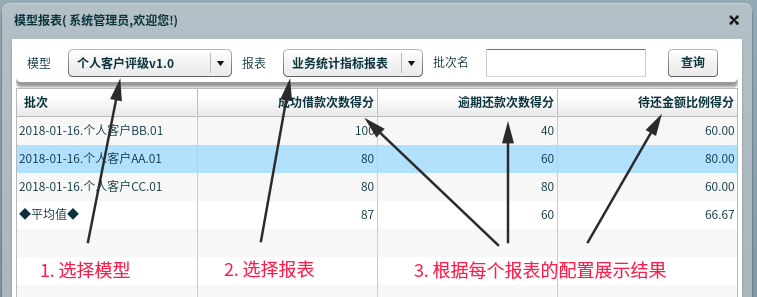 模型报表( 系统管理员,欢迎您!)
模型 个人客户评级v1.0 报表 业务统计指标报表 批次名 查询
批次 成功借款次数得分 逾期还款次数得分 待还金额比例得分
2018-01-16.个人客户BB.01 100 40 60.00
2018-01-16.个人客户AA.01 80 60 80.00
2018-01-16.个人客户CC.01 80 80 60.00
◆平均值◆ 87 60 66.67
1. 选择模型 2. 选择报表 3. 根据每个报表的配置展示结果